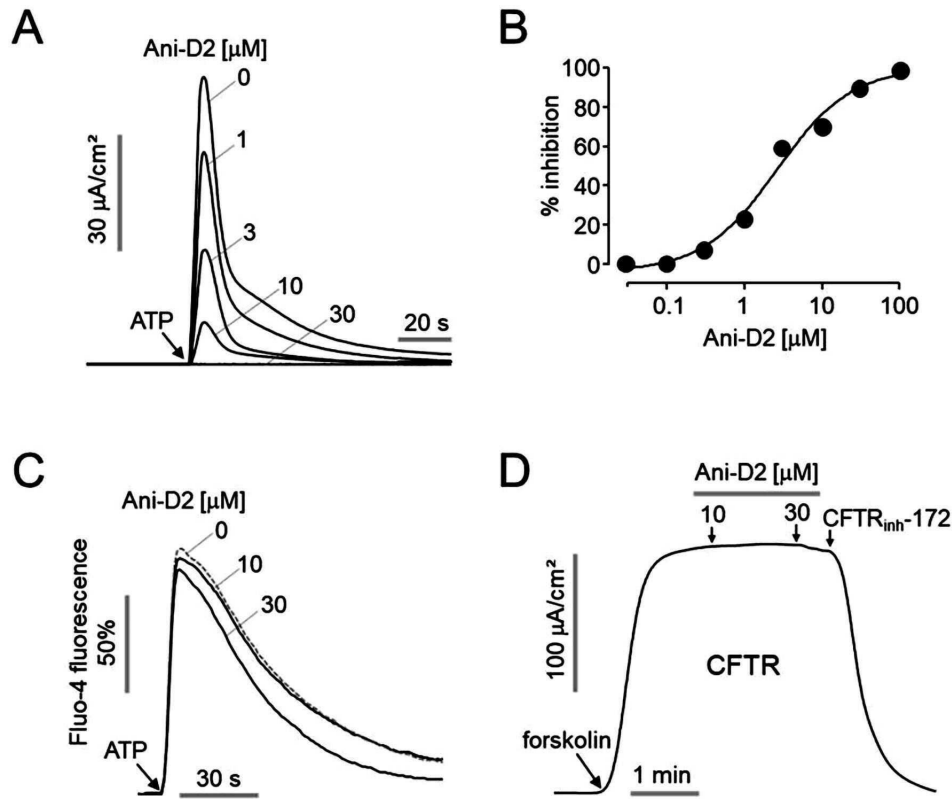 A
Ani-D2 [μM]
0
1
3
10
30
30 μA/cm²
ATP
20 s
B
100
80
60
40
20
0
% inhibition
0.1
1
10
100
Ani-D2 [μM]
C
Ani-D2 [μM]
0
10
30
Fluo-4 fluorescence
50%
ATP
30 s
D
Ani-D2 [μM]
10
30
CFTRinh-172
100 μA/cm²
CFTR
forskolin
1 min